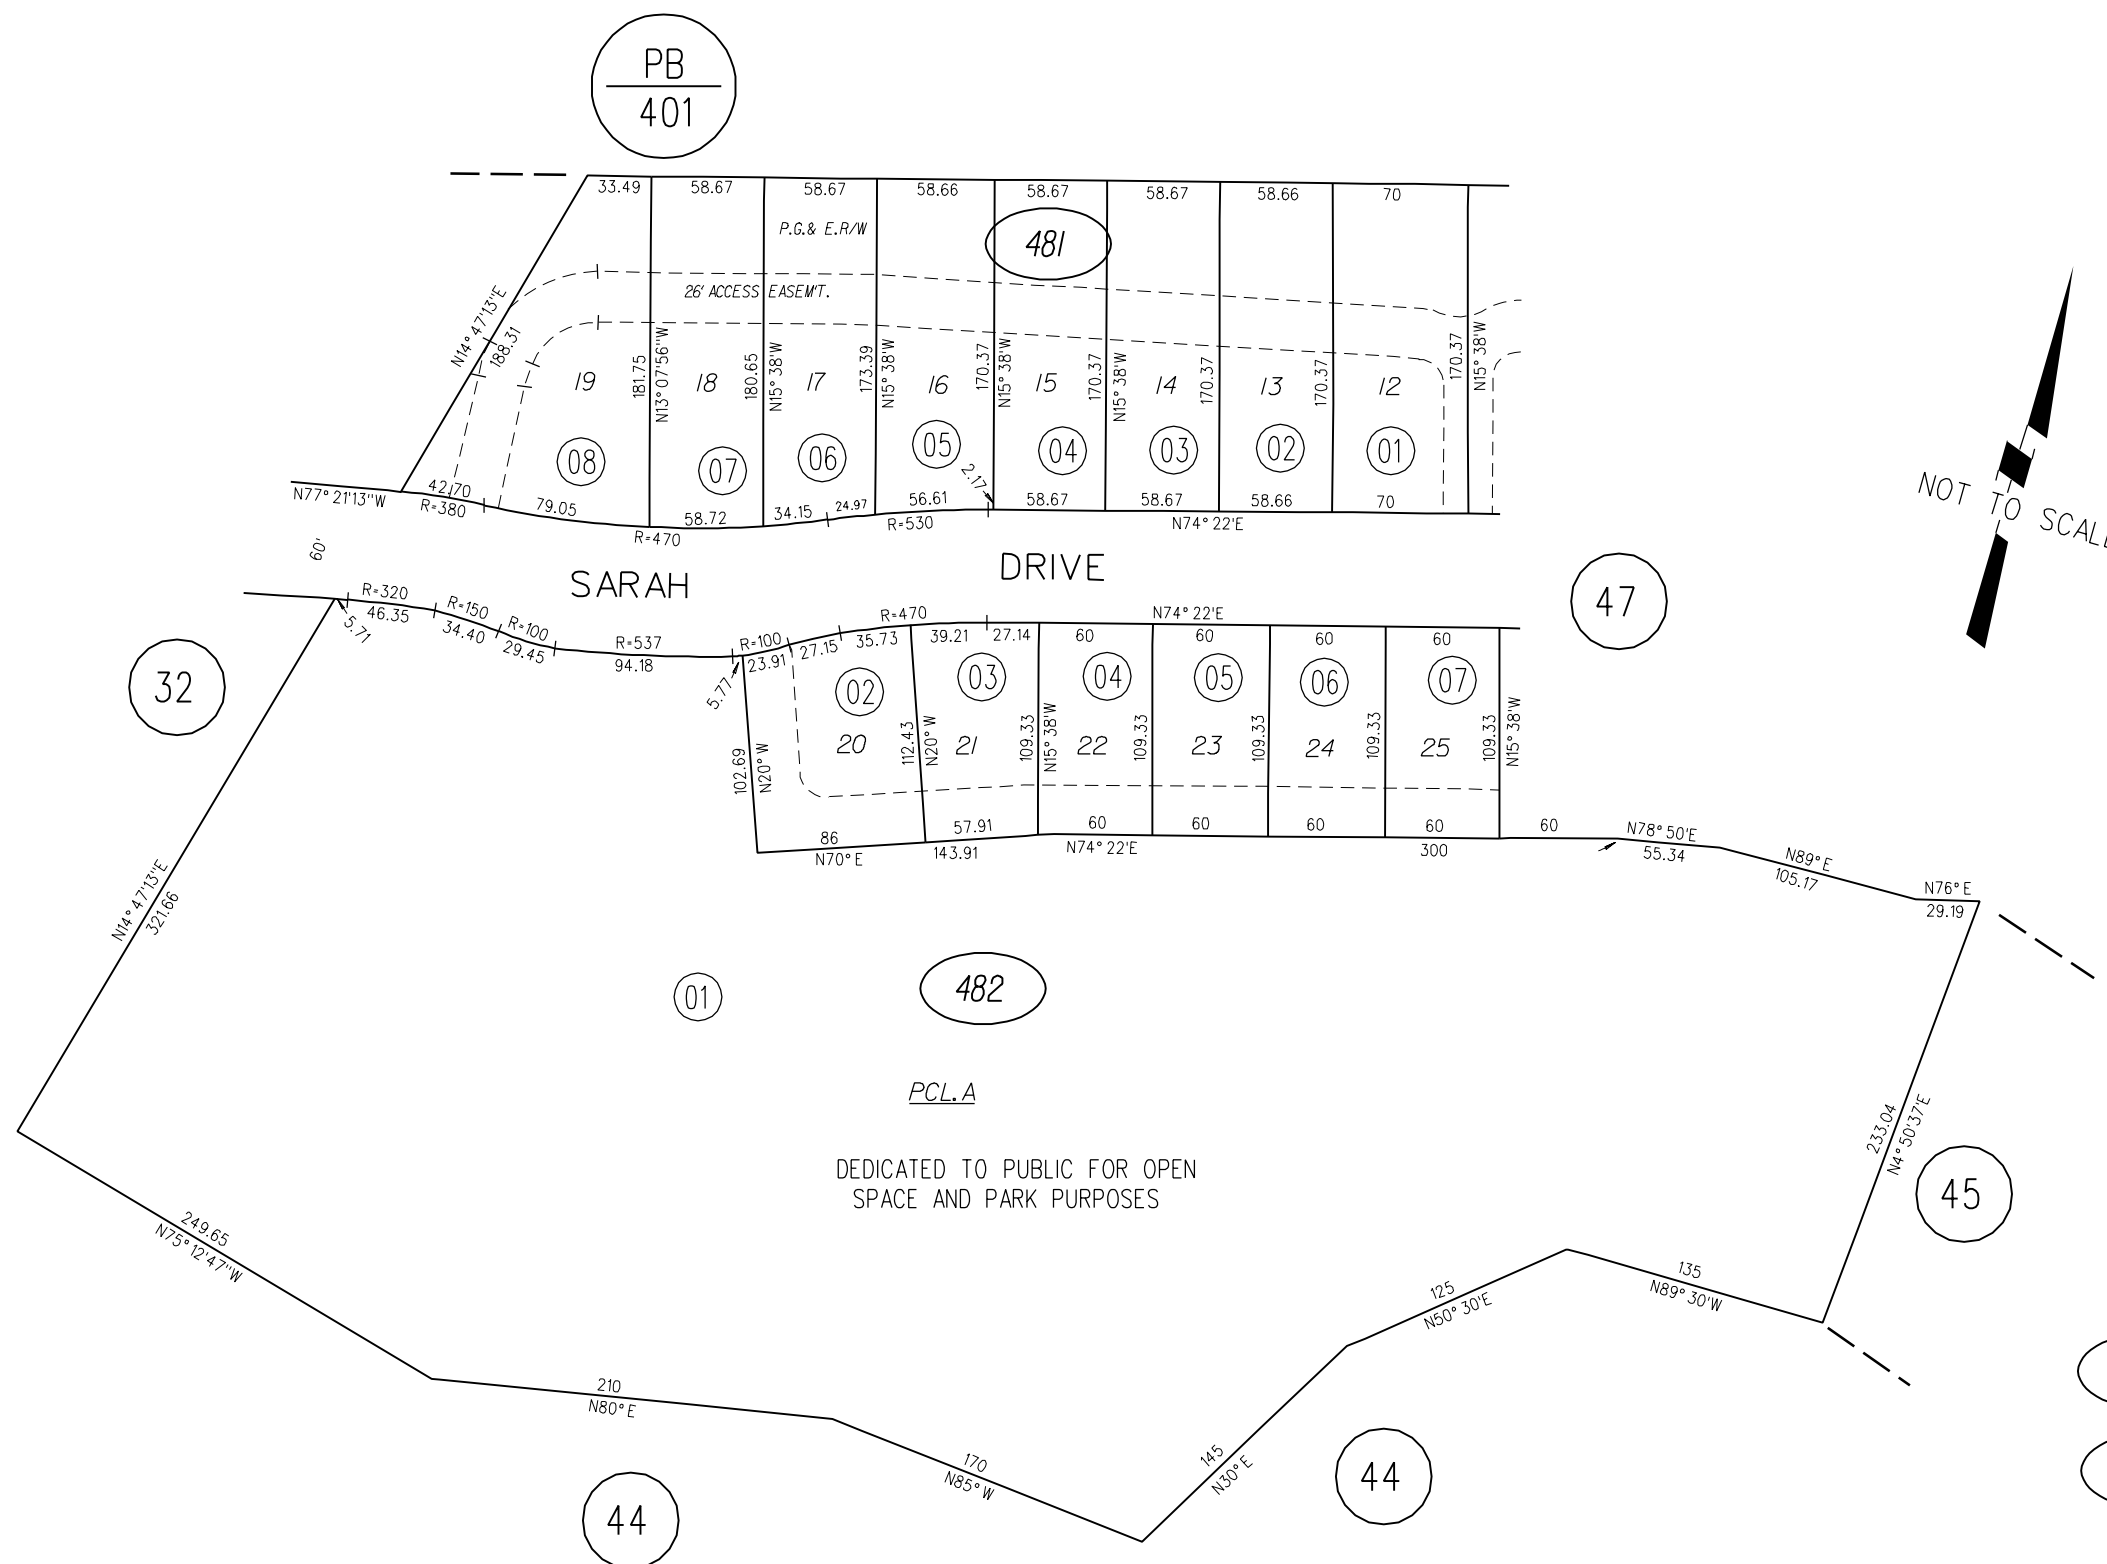 PB
401
33.49
58.67
58.67
58.66
58.67
58.67
58.66
70
P.G.& E.R/W
481
26' ACCESS EASEM'T.
N14°47'13"E
188.31
181.75
N13°07'56"W
180.65
N15°38'W
173.39
N15°38'W
170.37
N15°38'W
170.37
N15°38'W
170.37
170.37
170.37
N15°38'W
19
18
17
16
15
14
13
12
08
07
06
05
04
03
02
01
2.17
N77°21'13"W
42.70
R=380
79.05
58.72
34.15
24.97
56.61
58.67
58.67
58.66
70
R=470
R=530
N74°22'E
NOT TO SCALE
60'
SARAH
DRIVE
47
5.71
R=320
46.35
R=150
34.40
R=100
29.45
R=537
94.18
R=100
23.91
5.77
27.15
R=470
35.73
39.21
27.14
N74°22'E
60
60
60
60
32
02
03
04
05
06
07
20
21
22
23
24
25
102.69
N20°W
112.43
N20°W
109.33
N15°38'W
109.33
109.33
109.33
109.33
N15°38'W
86
57.91
60
60
60
60
60
N70°E
143.91
N74°22'E
300
N78°50'E
55.34
N89°E
105.17
N76°E
29.19
N14°47'13"E
321.66
01
482
PCL. A
DEDICATED TO PUBLIC FOR OPEN
SPACE AND PARK PURPOSES
233.04
N4°50'37"E
45
249.65
N75°12'47"W
210
N80°E
170
N85°W
145
N30°E
125
N50°30'E
135
N89°30'W
44
44